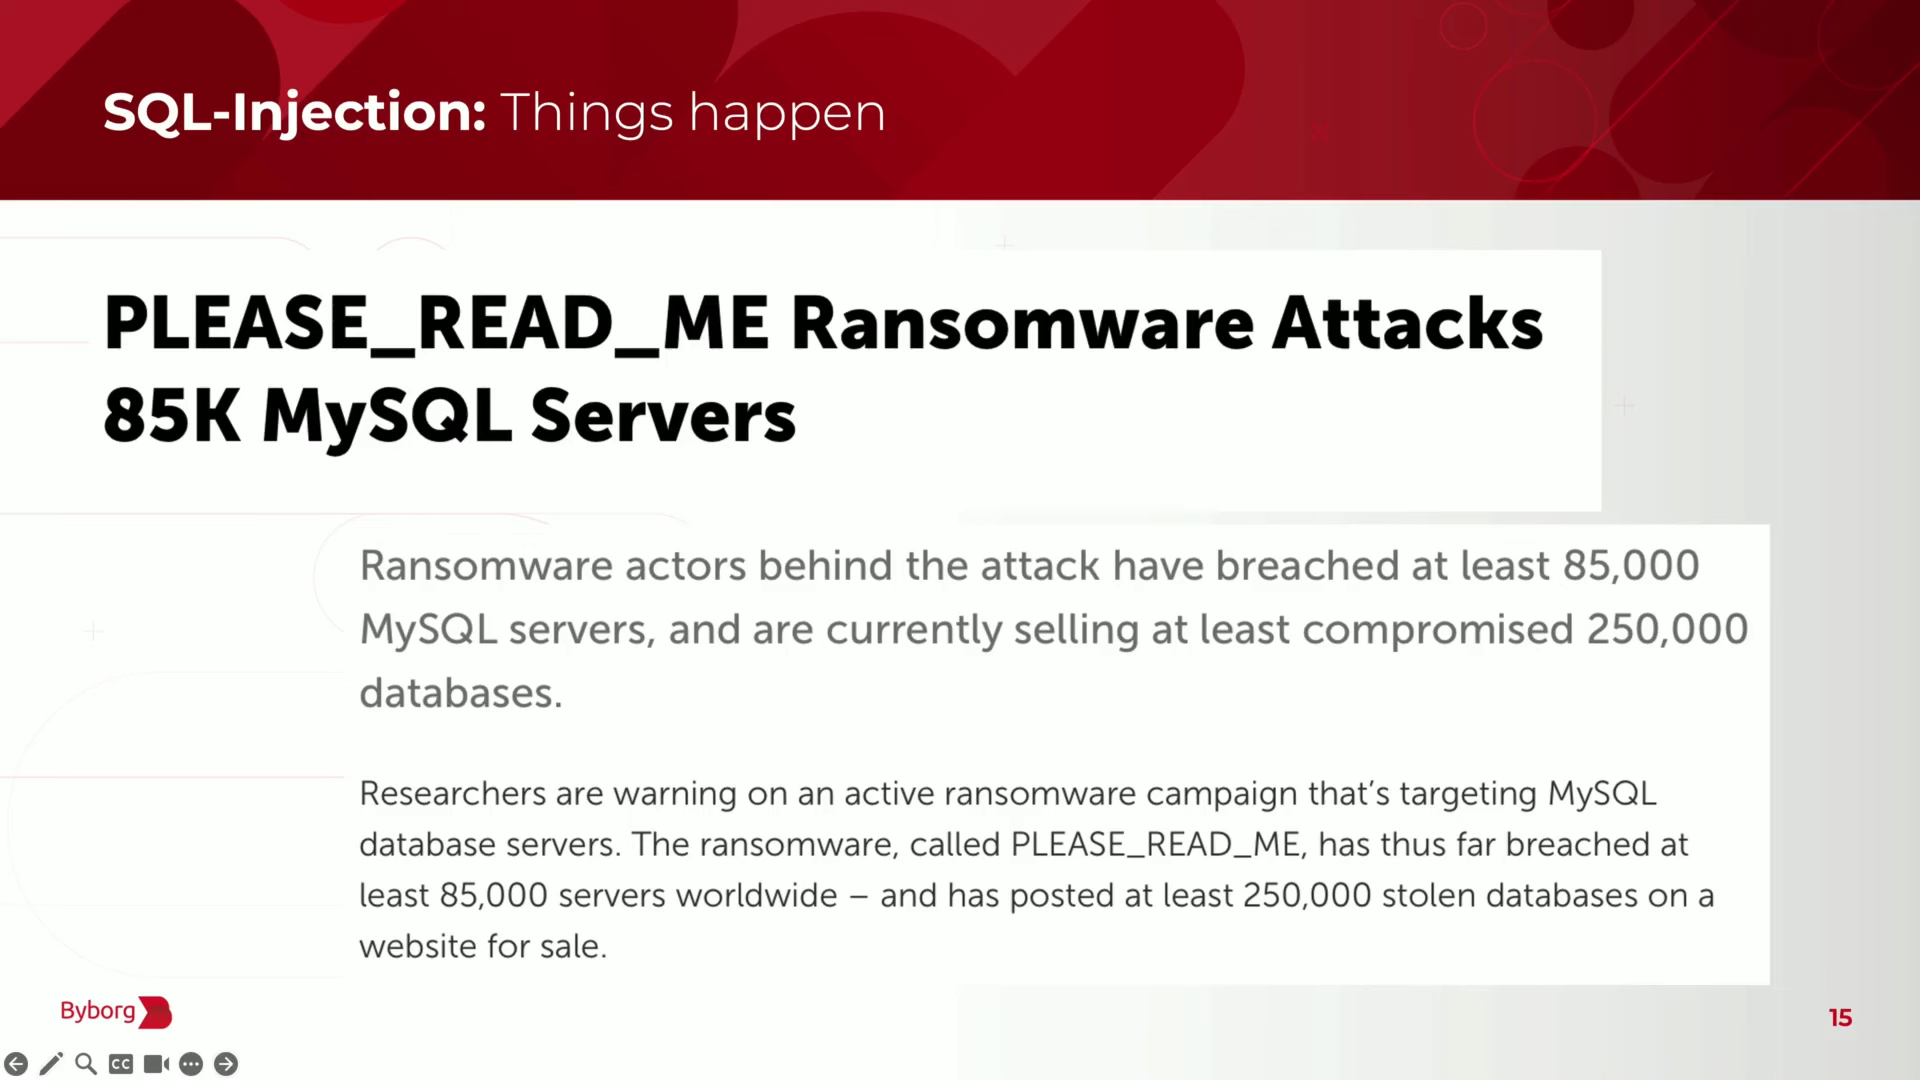 SQL-Injection: Things happen
PLEASE_READ_ME Ransomware Attacks
85K MySQL Servers
Ransomware actors behind the attack have breached at least 85,000
MySQL servers, and are currently selling at least compromised 250,000
databases.
Researchers are warning on an active ransomware campaign that’s targeting MySQL
database servers. The ransomware, called PLEASE_READ_ME, has thus far breached at
least 85,000 servers worldwide – and has posted at least 250,000 stolen databases on a
website for sale.
Byborg
15
CC